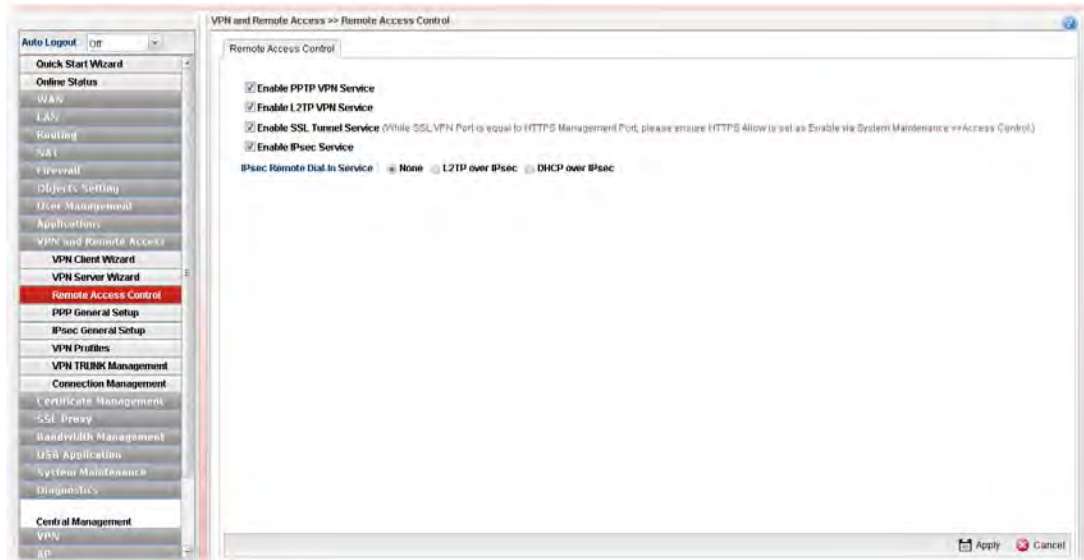 VPN and Remote Access >> Remote Access Control
Auto Logout Off
Quick Start Wizard
Online Status
WAN
LAN
Routing
NAT
Firewall
Objects Setting
User Management
Applications
VPN and Remote Access
VPN Client Wizard
VPN Server Wizard
Remote Access Control
PPP General Setup
IPsec General Setup
VPN Profiles
VPN TRUNK Management
Connection Management
Certificate Management
SSL Proxy
Bandwidth Management
USB Application
System Maintenance
Diagnostics
Central Management
VPN
AP
Remote Access Control
Enable PPTP VPN Service
Enable L2TP VPN Service
Enable SSL Tunnel Service (While SSL VPN Port is equal to HTTPS Management Port, please ensure HTTPS Allow is set as Enable via System Maintenance >>Access Control.)
Enable IPsec Service
IPsec Remote Dial In Service None L2TP over IPsec DHCP over IPsec
Apply Cancel